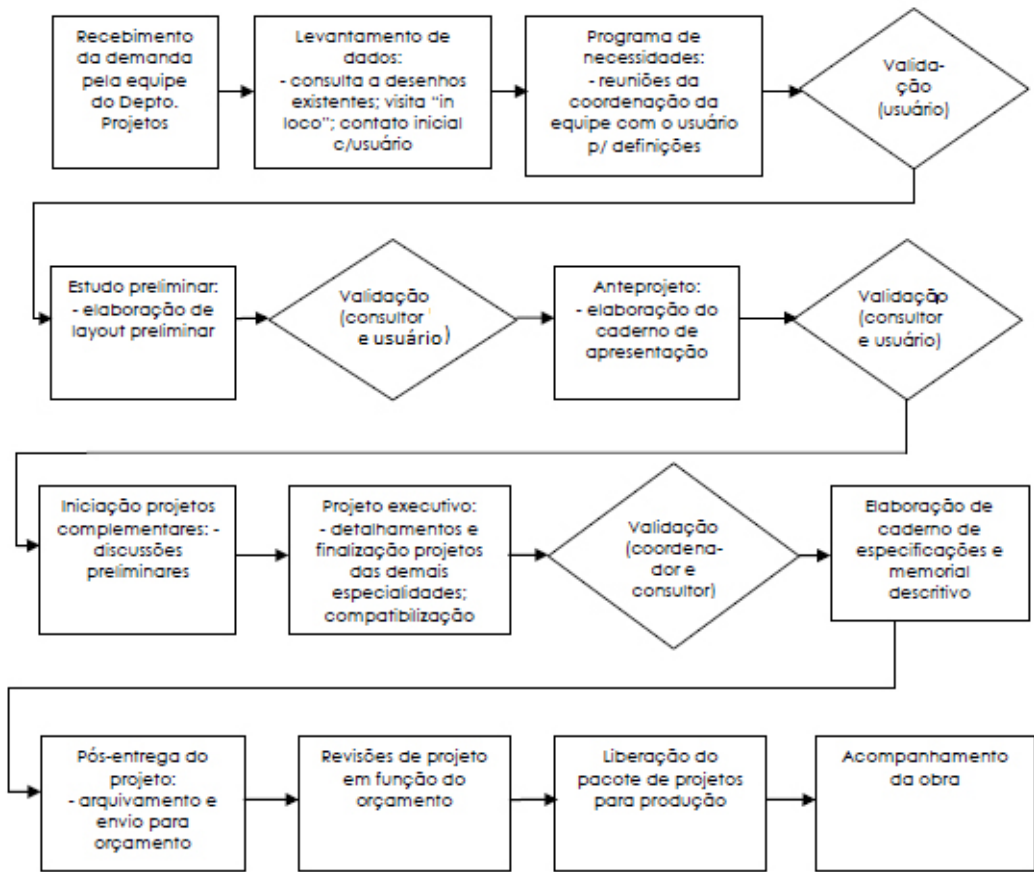 Recebimento
da demanda
pela equipe
do Depto.
Projetos
Levantamento de
dados:
- consulta a desenhos
existentes; visita “in
loco”; contato inicial
c/usuário
Programa de
necessidades:
- reuniões da
coordenação da
equipe com o usuário
p/ definições
Valida-
ção
(usuário)
Estudo preliminar:
- elaboração de
layout preliminar
Validação
(consultor
e usuário)
Anteprojeto:
- elaboração do
caderno de
apresentação
Validação
(consultor
e usuário)
Iniciação projetos
complementares: -
discussões
preliminares
Projeto executivo:
- detalhamentos e
finalização projetos
das demais
especialidades;
compatibilização
Validação
(coordena-
dor e
consultor)
Elaboração de
caderno de
especificações e
memorial
descritivo
Pós-entrega do
projeto:
- arquivamento e
envio para
orçamento
Revisões de projeto
em função do
orçamento
Liberação do
pacote de projetos
para produção
Acompanhamento
da obra